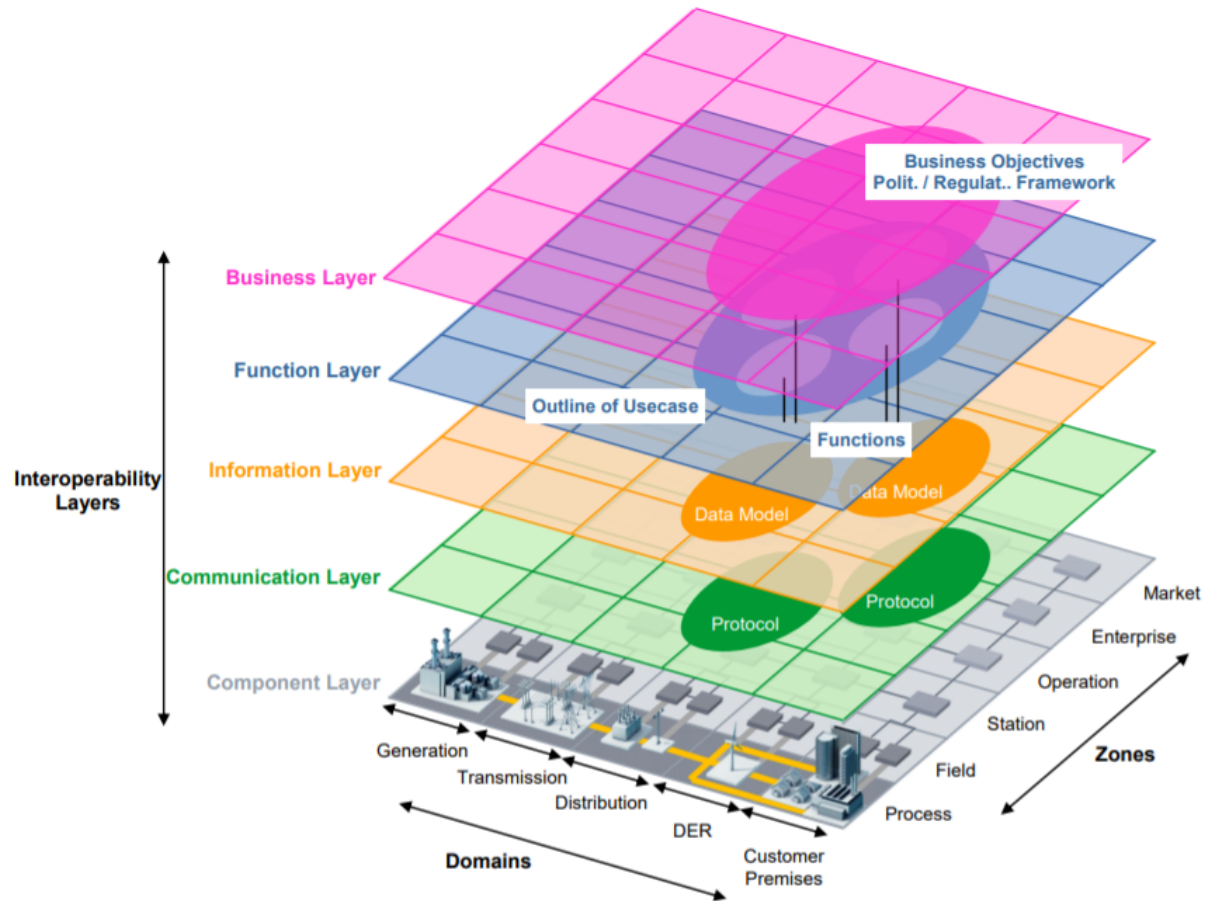 Business Objectives
Polit. / Regulat.. Framework
Business Layer
Function Layer
Outline of Usecase
Functions
Interoperability
Layers
Information Layer
Data Model
Data Model
Communication Layer
Protocol
Protocol
Component Layer
Market
Enterprise
Operation
Station
Field
Process
Zones
Generation
Transmission
Distribution
DER
Customer
Premises
Domains